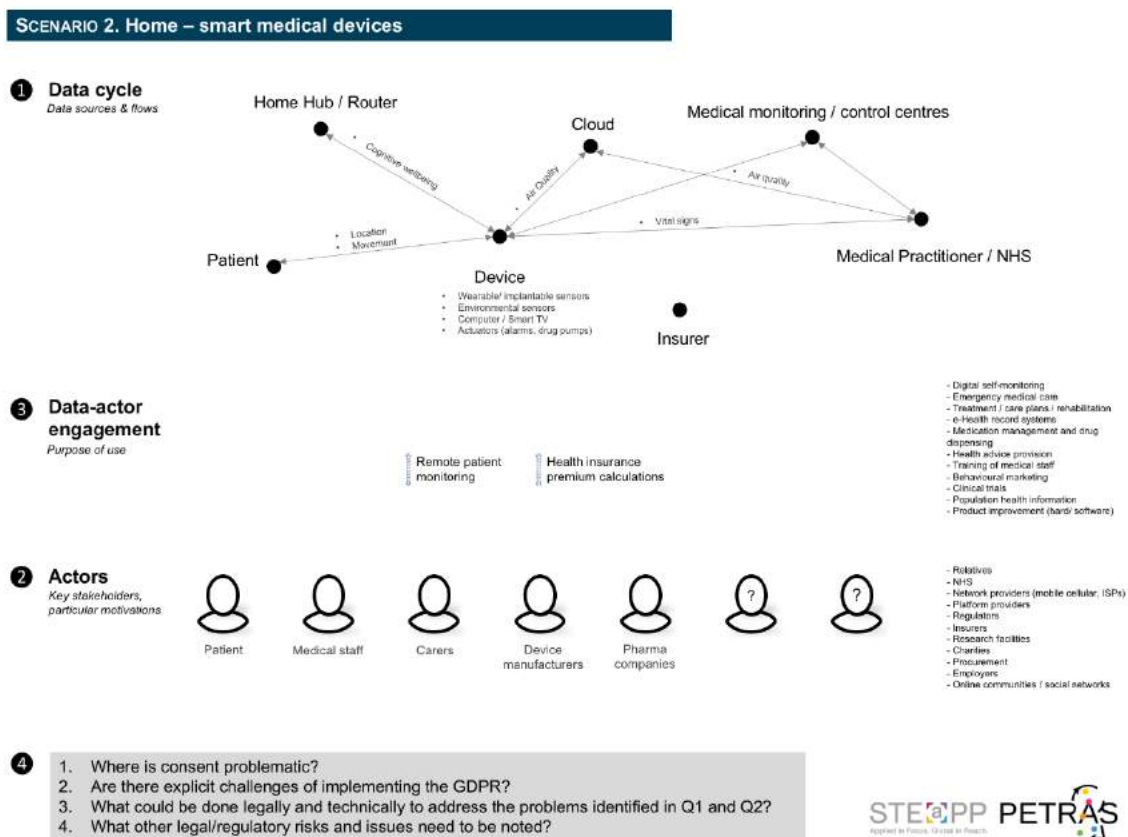 SCENARIO 2. Home – smart medical devices
1 Data cycle
Data sources & flows
Home Hub / Router
Cloud
Medical monitoring / control centres
• Cognitive wellbeing
• Air Quality
• Air quality
• Vital signs
• Location
• Movement
Patient
Medical Practitioner / NHS
Device
• Wearable/ implantable sensors
• Environmental sensors
• Computer / Smart TV
• Actuators (alarms, drug pumps)
Insurer
3 Data-actor
engagement
Purpose of use
Remote patient
monitoring
Health insurance
premium calculations
- Digital self-monitoring
- Emergency medical care
- Treatment / care plans / rehabilitation
- e-Health record systems
- Medication management and drug
dispensing
- Health advice provision
- Training of medical staff
- Behavioural marketing
- Clinical trials
- Population health information
- Product improvement (hard/ software)
2 Actors
Key stakeholders,
particular motivations
? ?
Patient
Medical staff
Carers
Device
manufacturers
Pharma
companies
- Relatives
- NHS
- Network providers (mobile cellular, ISPs)
- Platform providers
- Regulators
- Insurers
- Research facilities
- Charities
- Procurement
- Employers
- Online communities / social networks
4
1. Where is consent problematic?
2. Are there explicit challenges of implementing the GDPR?
3. What could be done legally and technically to address the problems identified in Q1 and Q2?
4. What other legal/regulatory risks and issues need to be noted?
STEaPP PETRAS
Applied in Focus. Global in Reach.